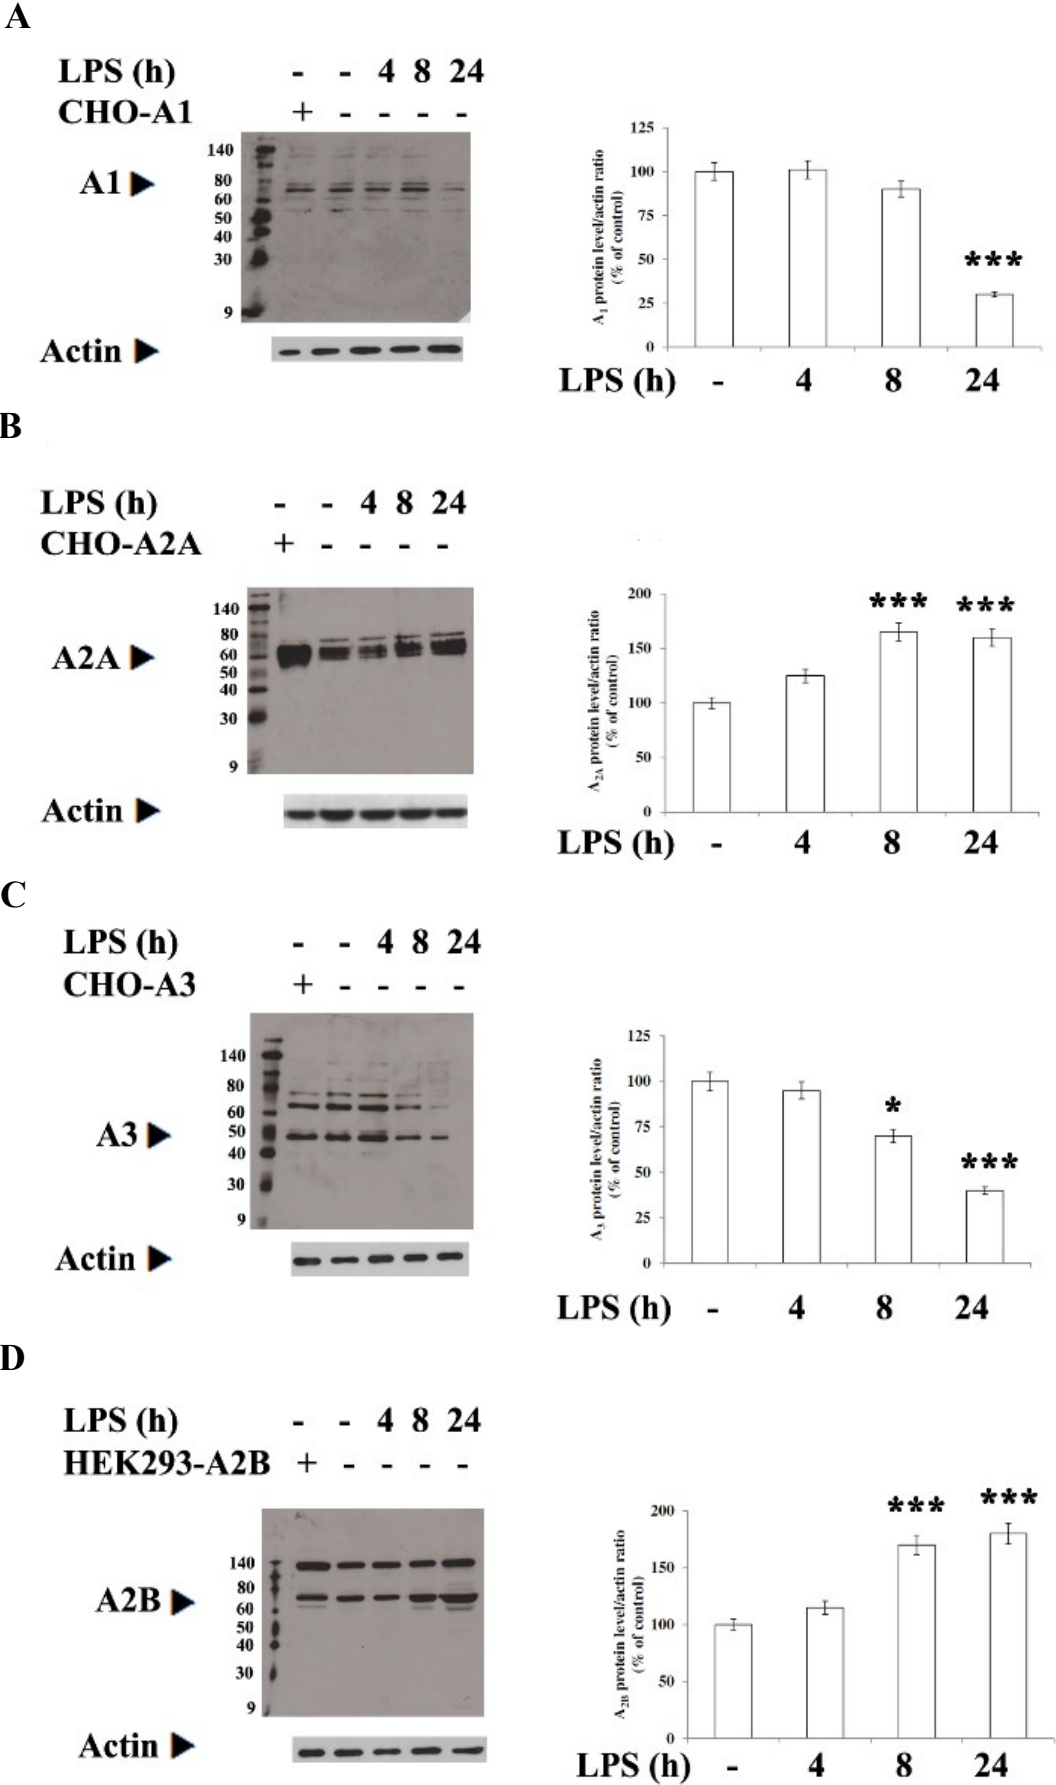 A
LPS (h) - - 4 8 24
CHO-A1 + - - - -
140
80
60
50
40
30
9
A1
Actin
A1 protein level/actin ratio
(% of control)
125
100
75
50
25
0
***
LPS (h) - 4 8 24
B
LPS (h) - - 4 8 24
CHO-A2A + - - - -
140
80
60
50
40
30
9
A2A
Actin
A2A protein level/actin ratio
(% of control)
200
150
100
50
0
*** ***
LPS (h) - 4 8 24
C
LPS (h) - - 4 8 24
CHO-A3 + - - - -
140
80
60
50
40
30
9
A3
Actin
A3 protein level/actin ratio
(% of control)
125
100
75
50
25
0
*
***
LPS (h) - 4 8 24
D
LPS (h) - - 4 8 24
HEK293-A2B + - - - -
140
80
60
50
40
30
9
A2B
Actin
A2B protein level/actin ratio
(% of control)
200
150
100
50
0
*** ***
LPS (h) - 4 8 24